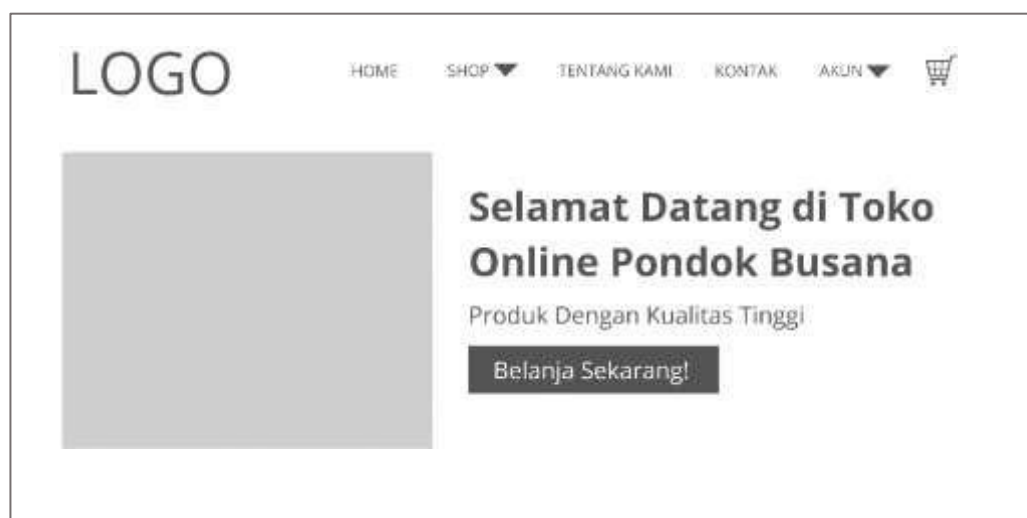 LOGO
HOME SHOP TENTANG KAMI KONTAK AKUN
Selamat Datang di Toko
Online Pondok Busana
Produk Dengan Kualitas Tinggi
Belanja Sekarang!